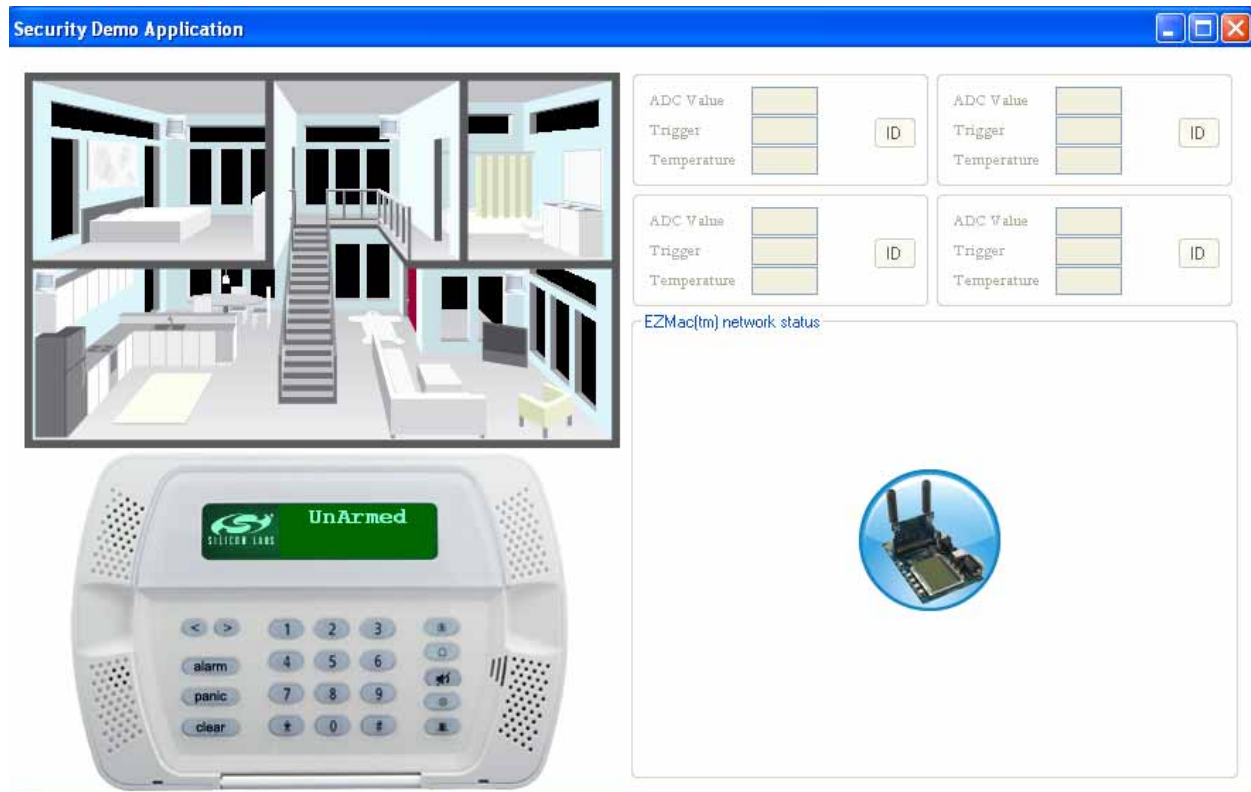 Security Demo Application
ADC Value
Trigger
Temperature
ID
ADC Value
Trigger
Temperature
ID
ADC Value
Trigger
Temperature
ID
ADC Value
Trigger
Temperature
ID
EZMac(tm) network status
UnArmed
SILICON LABS
< >
1 2 3
alarm
4 5 6
panic
7 8 9
clear
* 0 #